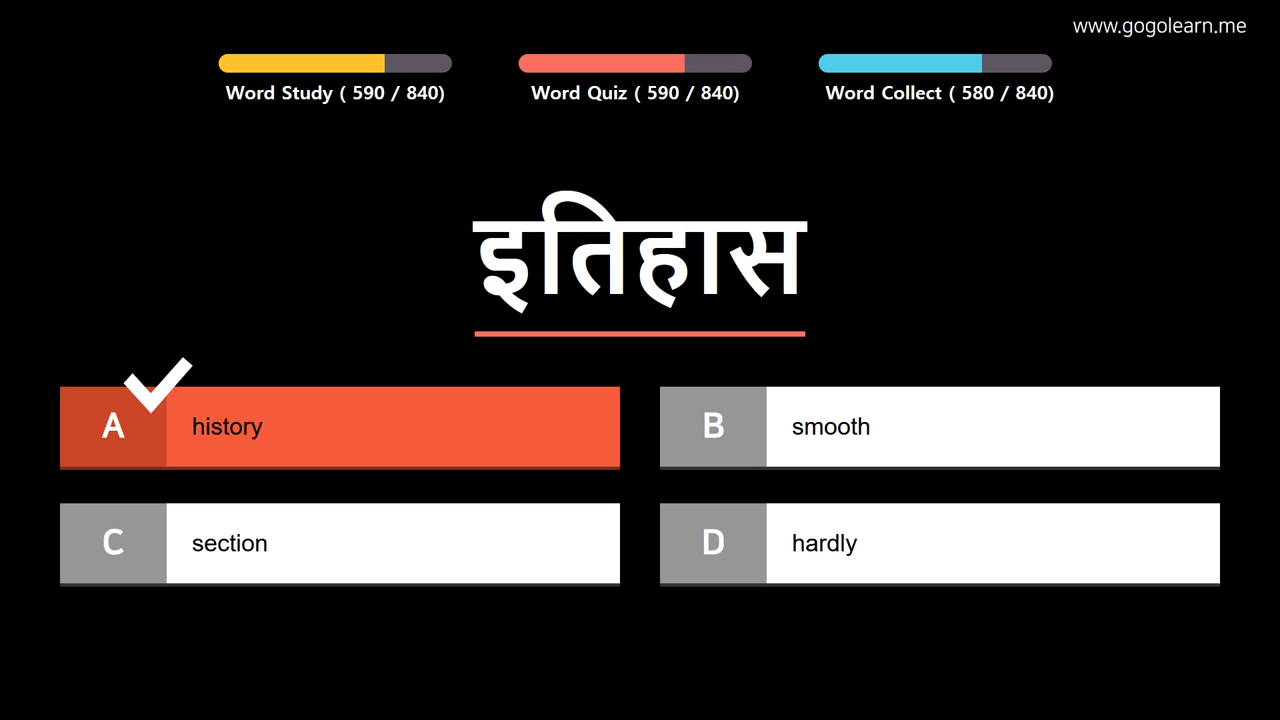 www.gogolearn.me
Word Study ( 590 / 840)
Word Quiz ( 590 / 840)
Word Collect ( 580 / 840)
इतिहास
A history
B smooth
C section
D hardly